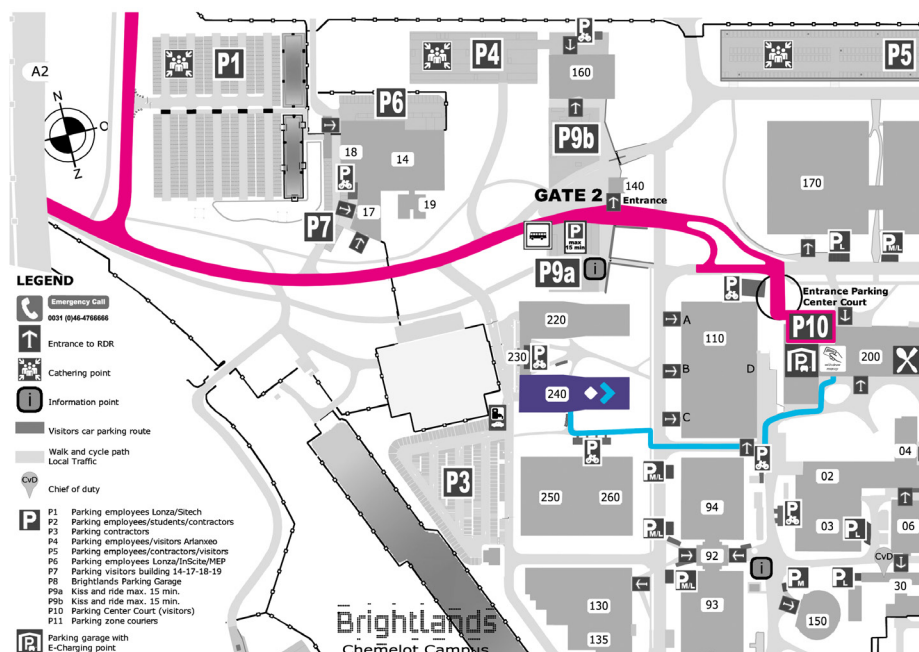 A2
N
O
Z
P1
P4
160
P5
P6
P9b
18
14
170
140
GATE 2
Entrance
19
17
P7
P
max
15 min
P9a
i
P
M/L
P
L
Entrance Parking
Center Court
P10
LEGEND
Emergency Call
0031 (0)46-4766666
Entrance to RDR
Cathering point
i
Information point
Visitors car parking route
Walk and cycle path
Local Traffic
CvD
Chief of duty
P
P1 Parking employees Lonza/Sitech
P2 Parking employees/students/contractors
P3 Parking contractors
P4 Parking employees/visitors Arlanxeo
P5 Parking employees/contractors/visitors
P6 Parking employees Lonza/InScite/MEP
P7 Parking visitors building 14-17-18-19
P8 Brightlands Parking Garage
P9a Kiss and ride max. 15 min.
P9b Kiss and ride max. 15 min.
P10 Parking Center Court (visitors)
P11 Parking zone couriers
Parking garage with
E-Charging point
220
230
240
A
110
B
D
C
200
P3
250
260
P
M/L
94
04
02
03
P
L
06
P
M/L
92
i
CvD
30
P
M
P
L
P
M/L
93
130
135
150
Brightlands
Chemelot Campus